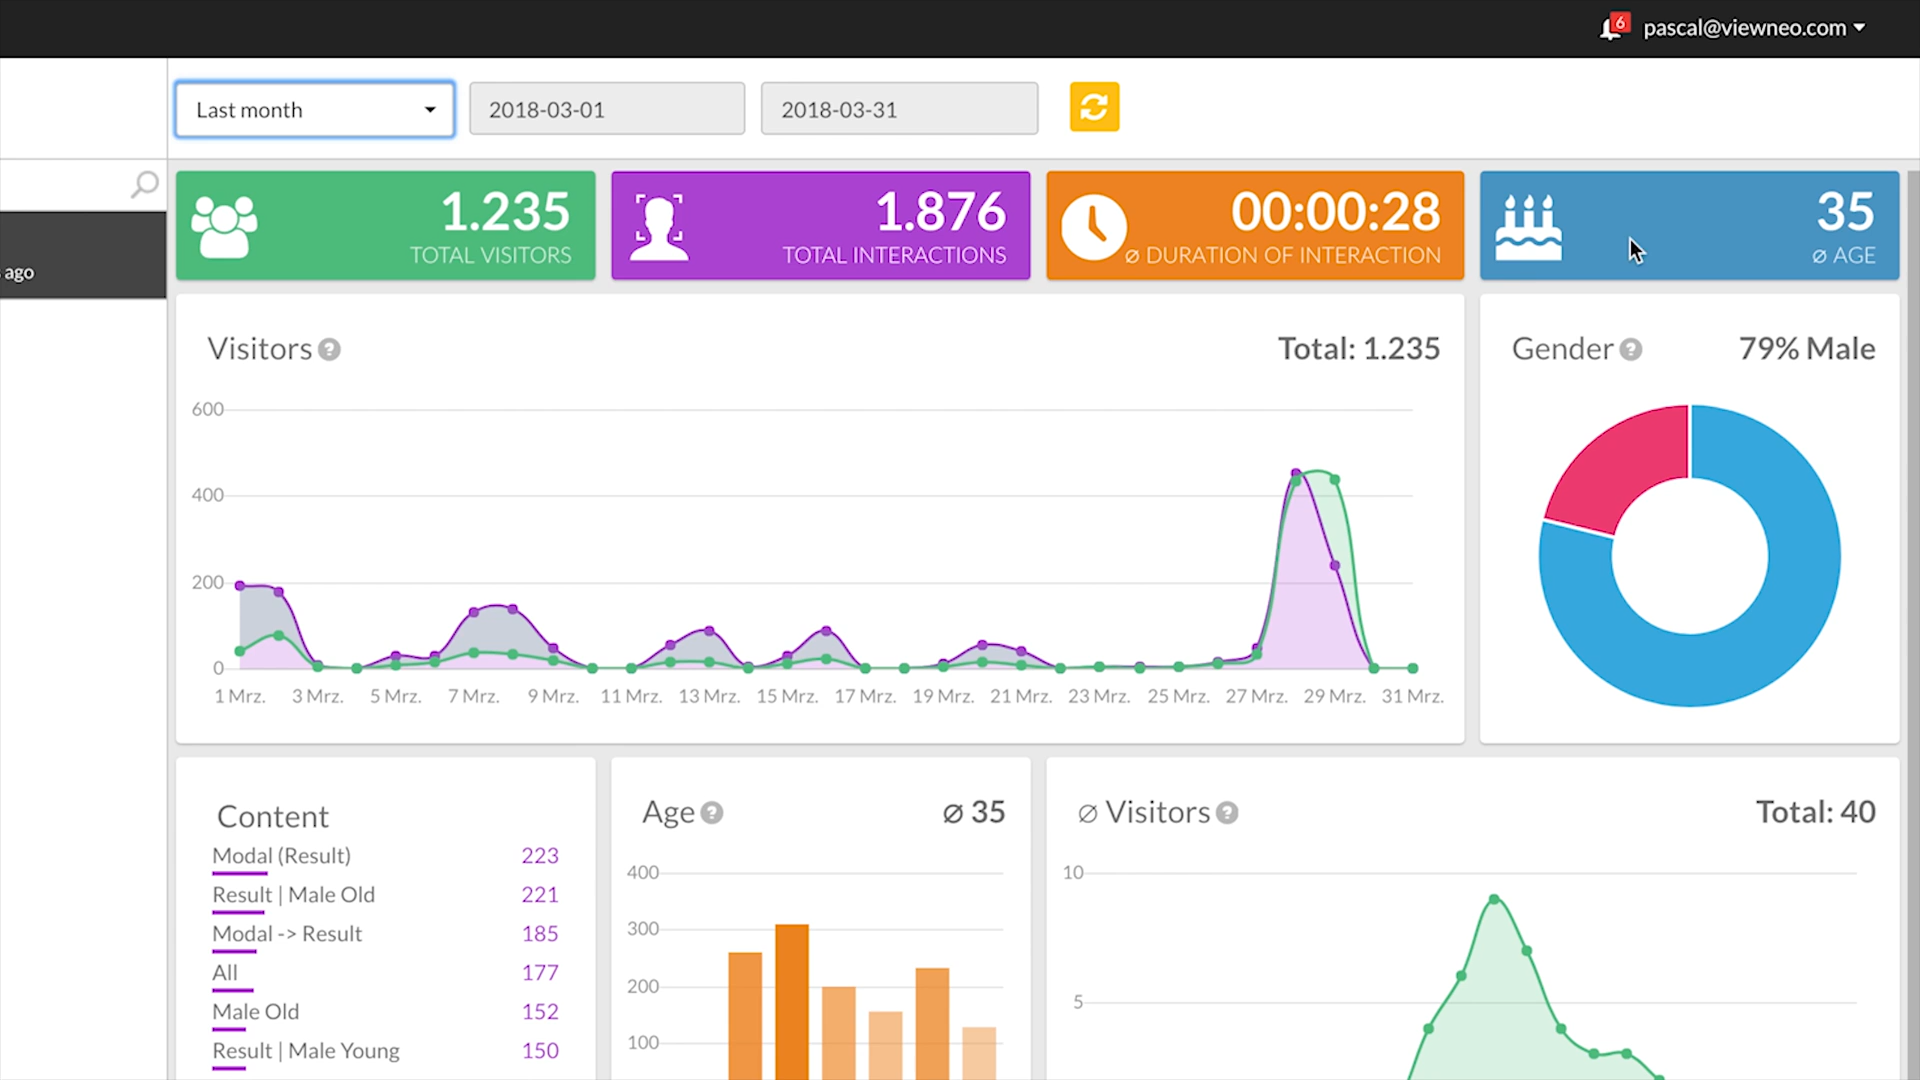 6 pascal@viewneo.com
Last month 2018-03-01 2018-03-31
ago
1.235
TOTAL VISITORS
1.876
TOTAL INTERACTIONS
00:00:28
⌀ DURATION OF INTERACTION
35
⌀ AGE
Visitors ? Total: 1.235
600
400
200
0
1 Mrz. 3 Mrz. 5 Mrz. 7 Mrz. 9 Mrz. 11 Mrz. 13 Mrz. 15 Mrz. 17 Mrz. 19 Mrz. 21 Mrz. 23 Mrz. 25 Mrz. 27 Mrz. 29 Mrz. 31 Mrz.
Gender ? 79% Male
Content
Modal (Result) 223
Result | Male Old 221
Modal -> Result 185
All 177
Male Old 152
Result | Male Young 150
Age ? ⌀ 35
400
300
200
100
⌀ Visitors ? Total: 40
10
5